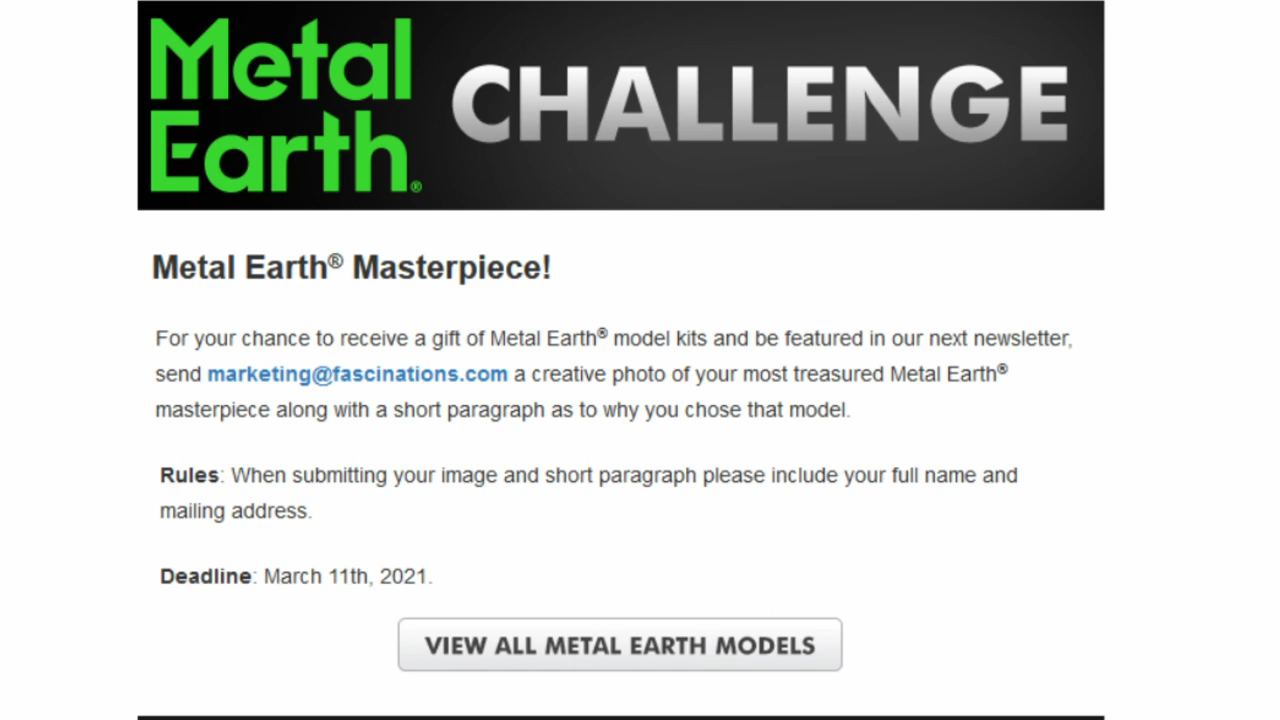 Metal
Earth®
CHALLENGE
Metal Earth® Masterpiece!
For your chance to receive a gift of Metal Earth® model kits and be featured in our next newsletter,
send marketing@fascinations.com a creative photo of your most treasured Metal Earth®
masterpiece along with a short paragraph as to why you chose that model.
Rules: When submitting your image and short paragraph please include your full name and
mailing address.
Deadline: March 11th, 2021.
VIEW ALL METAL EARTH MODELS